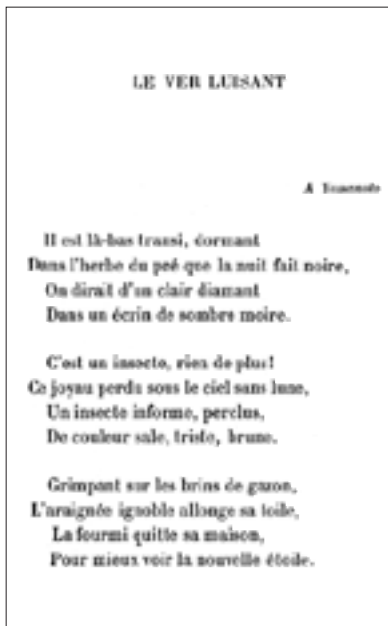 LE VER LUISANT
A
Il est là-bas transi, dormant
Dans l'herbe du pré que la nuit fait noire,
On dirait d'un clair diamant
Dans un écrin de sombre moire.
C'est un insecte, rien de plus!
Ce joyau perdu sous le ciel sans lune,
Un insecte informe, perclus,
De couleur sale, triste, brune.
Grimpant sur les brins de gazon,
L'araignée ignoble allonge sa toile,
La fourmi quitte sa maison,
Pour mieux voir la nouvelle étoile.